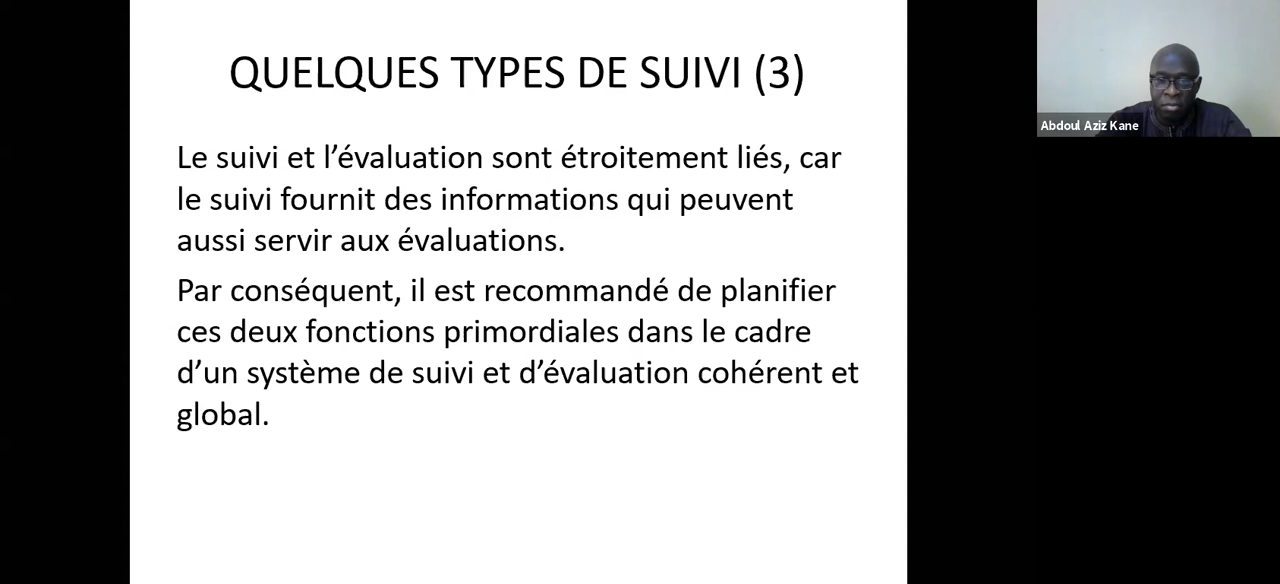 QUELQUES TYPES DE SUIVI (3)
Le suivi et l’évaluation sont étroitement liés, car
le suivi fournit des informations qui peuvent
aussi servir aux évaluations.
Par conséquent, il est recommandé de planifier
ces deux fonctions primordiales dans le cadre
d’un système de suivi et d’évaluation cohérent et
global.
Abdoul Aziz Kane